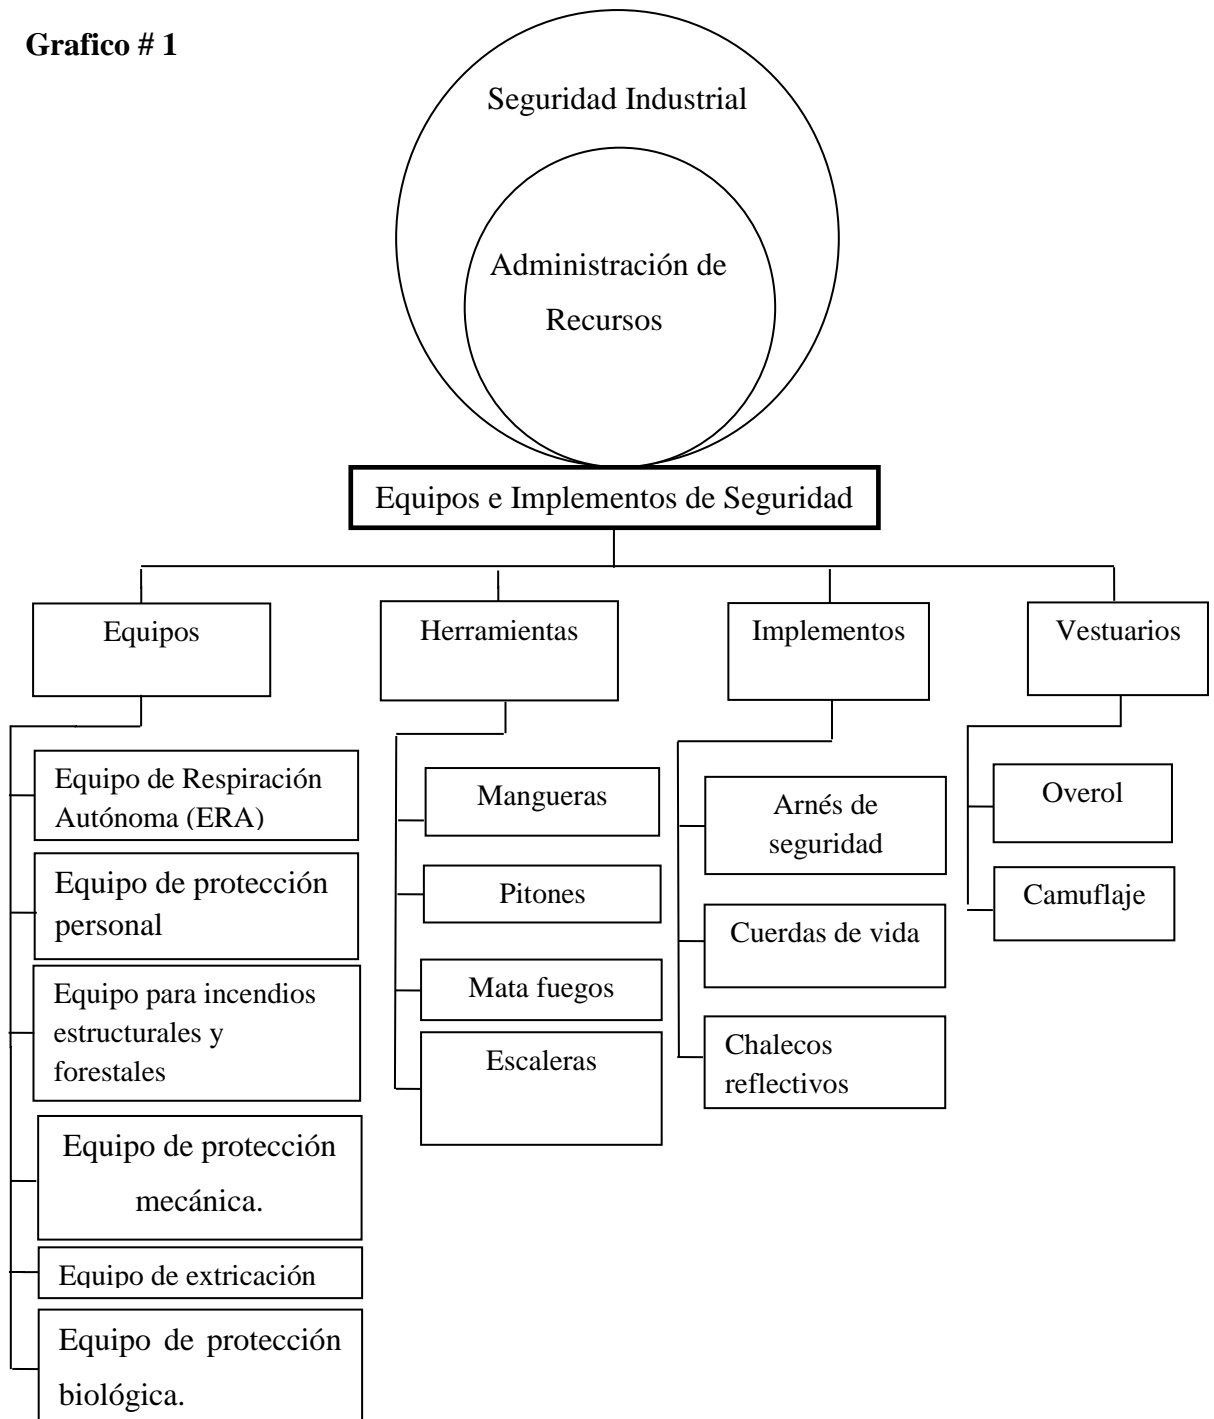 Grafico # 1
Seguridad Industrial
Administración de
Recursos
Equipos e Implementos de Seguridad
Equipos
Herramientas
Implementos
Vestuarios
Equipo de Respiración
Autónoma (ERA)
Equipo de protección
personal
Equipo para incendios
estructurales y
forestales
Equipo de protección
mecánica.
Equipo de extricación
Equipo de protección
biológica.
Mangueras
Pitones
Mata fuegos
Escaleras
Arnés de
seguridad
Cuerdas de vida
Chalecos
reflectivos
Overol
Camuflaje